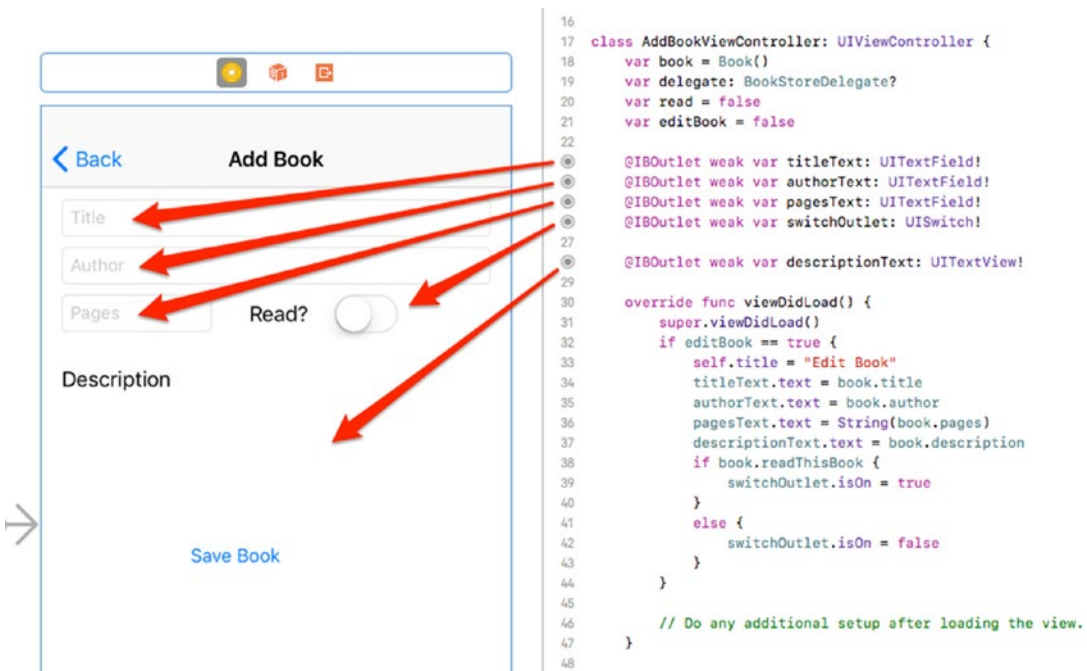 Back
Add Book
Title
Author
Pages
Read?
Description
Save Book
16
17 class AddBookViewController: UIViewController {
18 var book = Book()
19 var delegate: BookStoreDelegate?
20 var read = false
21 var editBook = false
22
@IBOutlet weak var titleText: UITextField!
@IBOutlet weak var authorText: UITextField!
@IBOutlet weak var pagesText: UITextField!
@IBOutlet weak var switchOutlet: UISwitch!
27
@IBOutlet weak var descriptionText: UITextView!
29
30 override func viewDidLoad() {
31 super.viewDidLoad()
32 if editBook == true {
33 self.title = "Edit Book"
34 titleText.text = book.title
35 authorText.text = book.author
36 pagesText.text = String(book.pages)
37 descriptionText.text = book.description
38 if book.readThisBook {
39 switchOutlet.isOn = true
40 }
41 else {
42 switchOutlet.isOn = false
43 }
44 }
45
46 // Do any additional setup after loading the view.
47 }
48